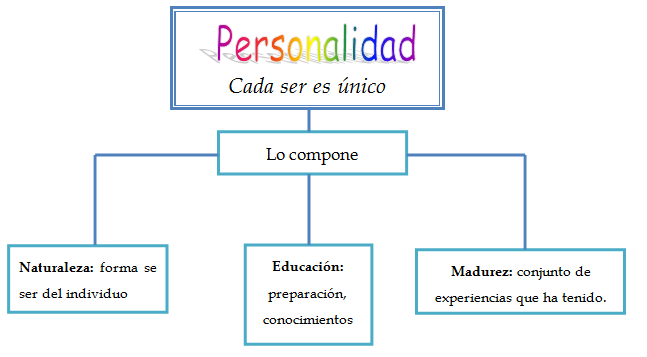 Personalidad
Cada ser es único
Lo compone
Naturaleza: forma se
ser del individuo
Educación:
preparación,
conocimientos
Madurez: conjunto de
experiencias que ha tenido.